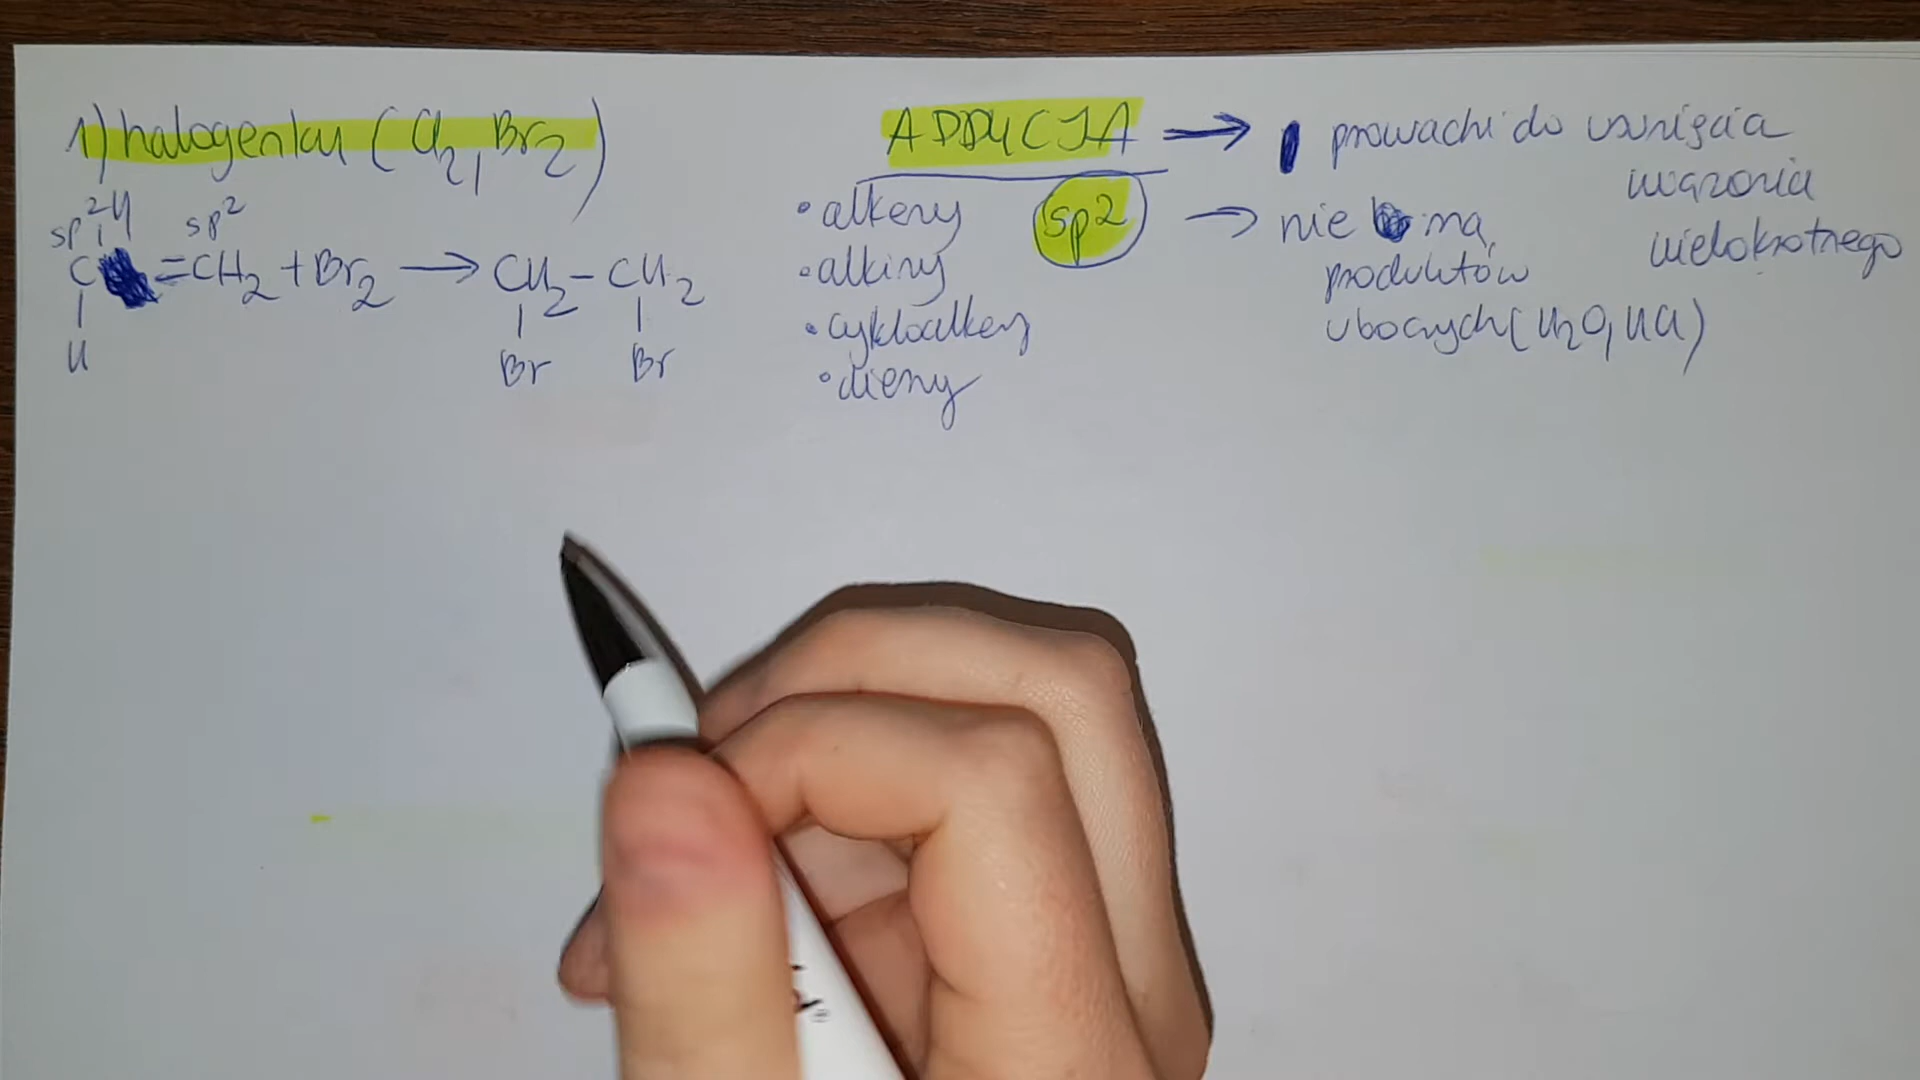 1) halogenku (Cl2, Br2)
sp2 H sp2
C =CH2 + Br2 → CH2 - CH2
H Br Br
ADDYCJA → prowadzi do usunięcia
wiązania
wielokrotnego
sp2 → nie ma
produktów
ubocznych (H2O, HCl)
• alkeny
• alkiny
• cykloalkeny
• dieny